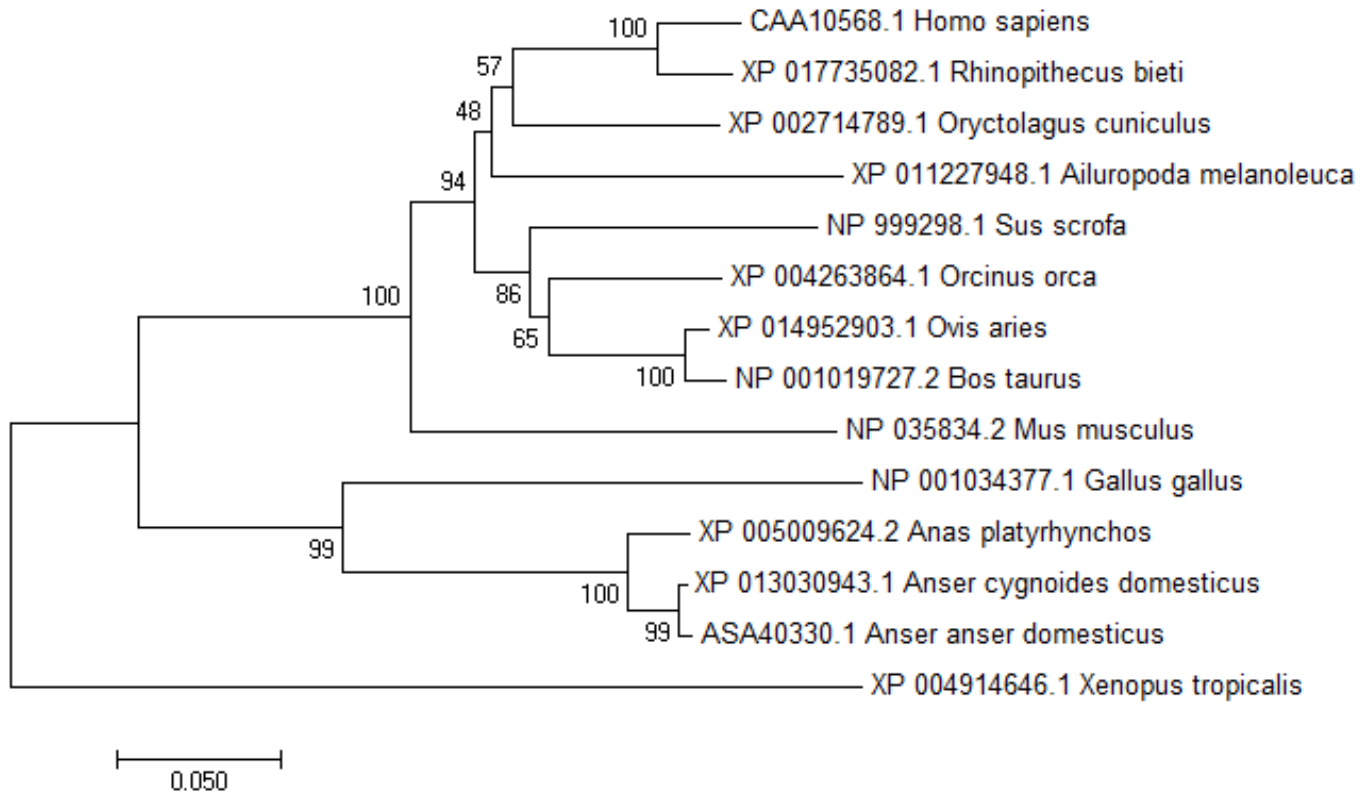 100
CAA10568.1 Homo sapiens
57
XP 017735082.1 Rhinopithecus bieti
48
XP 002714789.1 Oryctolagus cuniculus
94
XP 011227948.1 Ailuropoda melanoleuca
NP 999298.1 Sus scrofa
XP 004263864.1 Orcinus orca
100
86
XP 014952903.1 Ovis aries
65
100
NP 001019727.2 Bos taurus
NP 035834.2 Mus musculus
NP 001034377.1 Gallus gallus
XP 005009624.2 Anas platyrhynchos
99
XP 013030943.1 Anser cygnoides domesticus
100
99
ASA40330.1 Anser anser domesticus
XP 004914646.1 Xenopus tropicalis
0.050